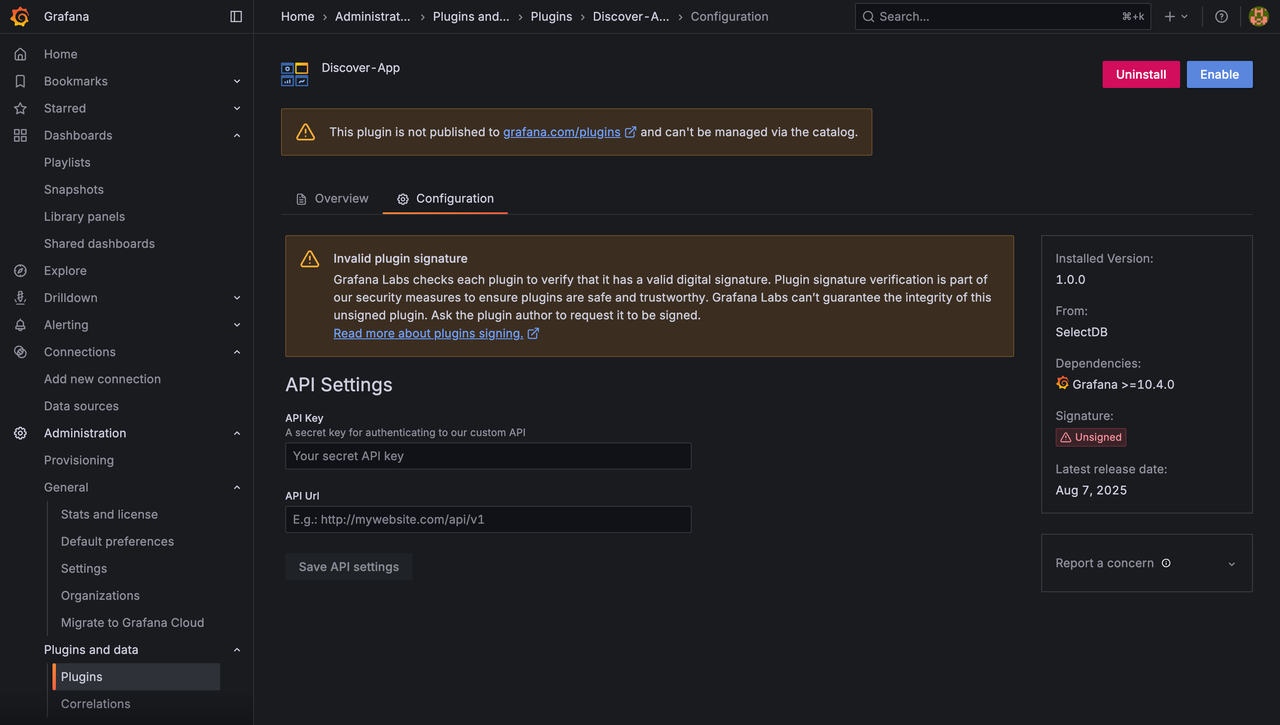 Grafana
Home › Administrat... › Plugins and... › Plugins › Discover-A... › Configuration
Search...
⌘+k
Home
Bookmarks
Starred
Dashboards
Playlists
Snapshots
Library panels
Shared dashboards
Explore
Drilldown
Alerting
Connections
Add new connection
Data sources
Administration
Provisioning
General
Stats and license
Default preferences
Settings
Organizations
Migrate to Grafana Cloud
Plugins and data
Plugins
Correlations
Discover-App
Uninstall
Enable
This plugin is not published to grafana.com/plugins and can't be managed via the catalog.
Overview
Configuration
Invalid plugin signature
Grafana Labs checks each plugin to verify that it has a valid digital signature. Plugin signature verification is part of
our security measures to ensure plugins are safe and trustworthy. Grafana Labs can’t guarantee the integrity of this
unsigned plugin. Ask the plugin author to request it to be signed.
Read more about plugins signing.
API Settings
API Key
A secret key for authenticating to our custom API
Your secret API key
API Url
E.g.: http://mywebsite.com/api/v1
Save API settings
Installed Version:
1.0.0
From:
SelectDB
Dependencies:
Grafana >=10.4.0
Signature:
Unsigned
Latest release date:
Aug 7, 2025
Report a concern